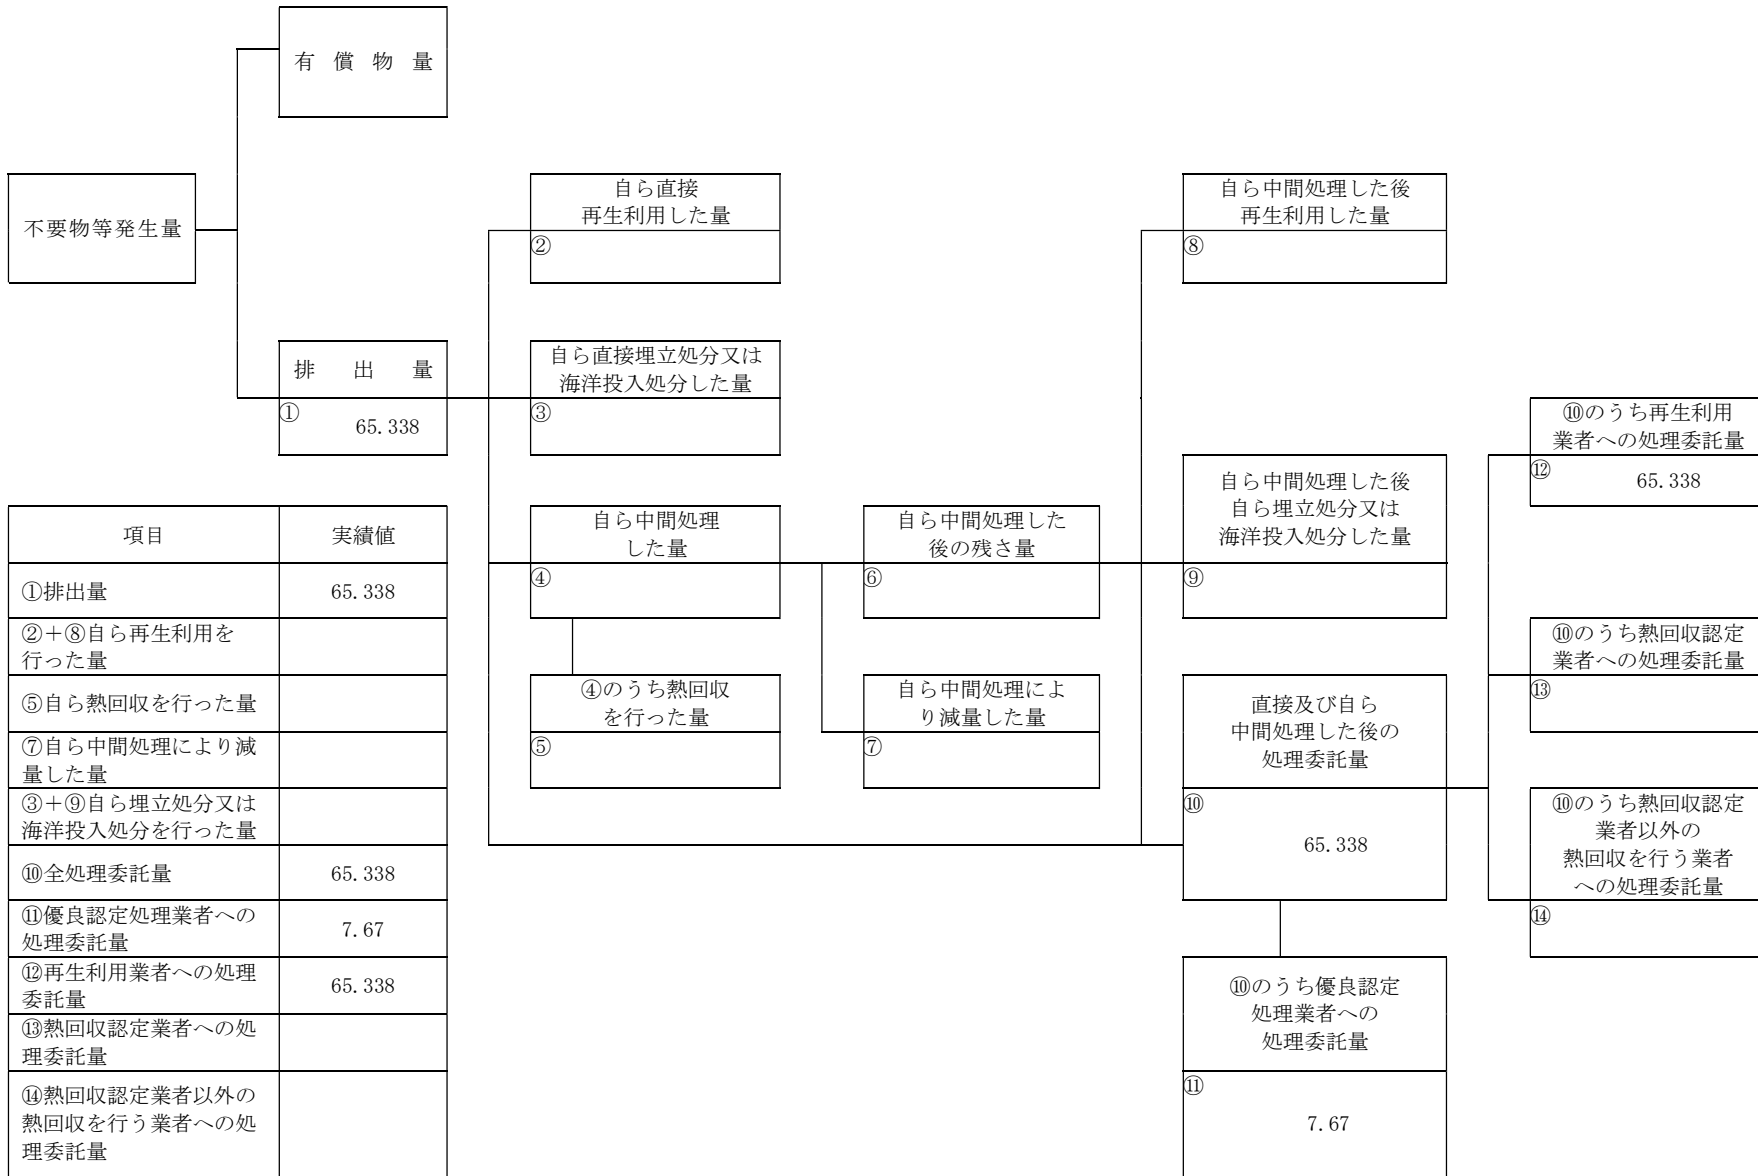 有 償 物 量
不要物等発生量
自ら直接
再生利用した量
②
自ら中間処理した後
再生利用した量
⑧
排 出 量
① 65.338
自ら直接埋立処分又は
海洋投入処分した量
③
⑩のうち再生利用
業者への処理委託量
⑫ 65.338
自ら中間処理
した量
④
自ら中間処理した
後の残さ量
⑥
自ら中間処理した後
自ら埋立処分又は
海洋投入処分した量
⑨
⑩のうち熱回収認定
業者への処理委託量
⑬
④のうち熱回収
を行った量
⑤
自ら中間処理によ
り減量した量
⑦
直接及び自ら
中間処理した後の
処理委託量
⑩
65.338
⑩のうち熱回収認定
業者以外の
熱回収を行う業者
への処理委託量
⑭
⑩のうち優良認定
処理業者への
処理委託量
⑪
7.67
項目 実績値
①排出量 65.338
②+⑧自ら再生利用を
行った量
⑤自ら熱回収を行った量
⑦自ら中間処理により減
量した量
③+⑨自ら埋立処分又は
海洋投入処分を行った量
⑩全処理委託量 65.338
⑪優良認定処理業者への
処理委託量 7.67
⑫再生利用業者への処理
委託量 65.338
⑬熱回収認定業者への処
理委託量
⑭熱回収認定業者以外の
熱回収を行う業者への処
理委託量